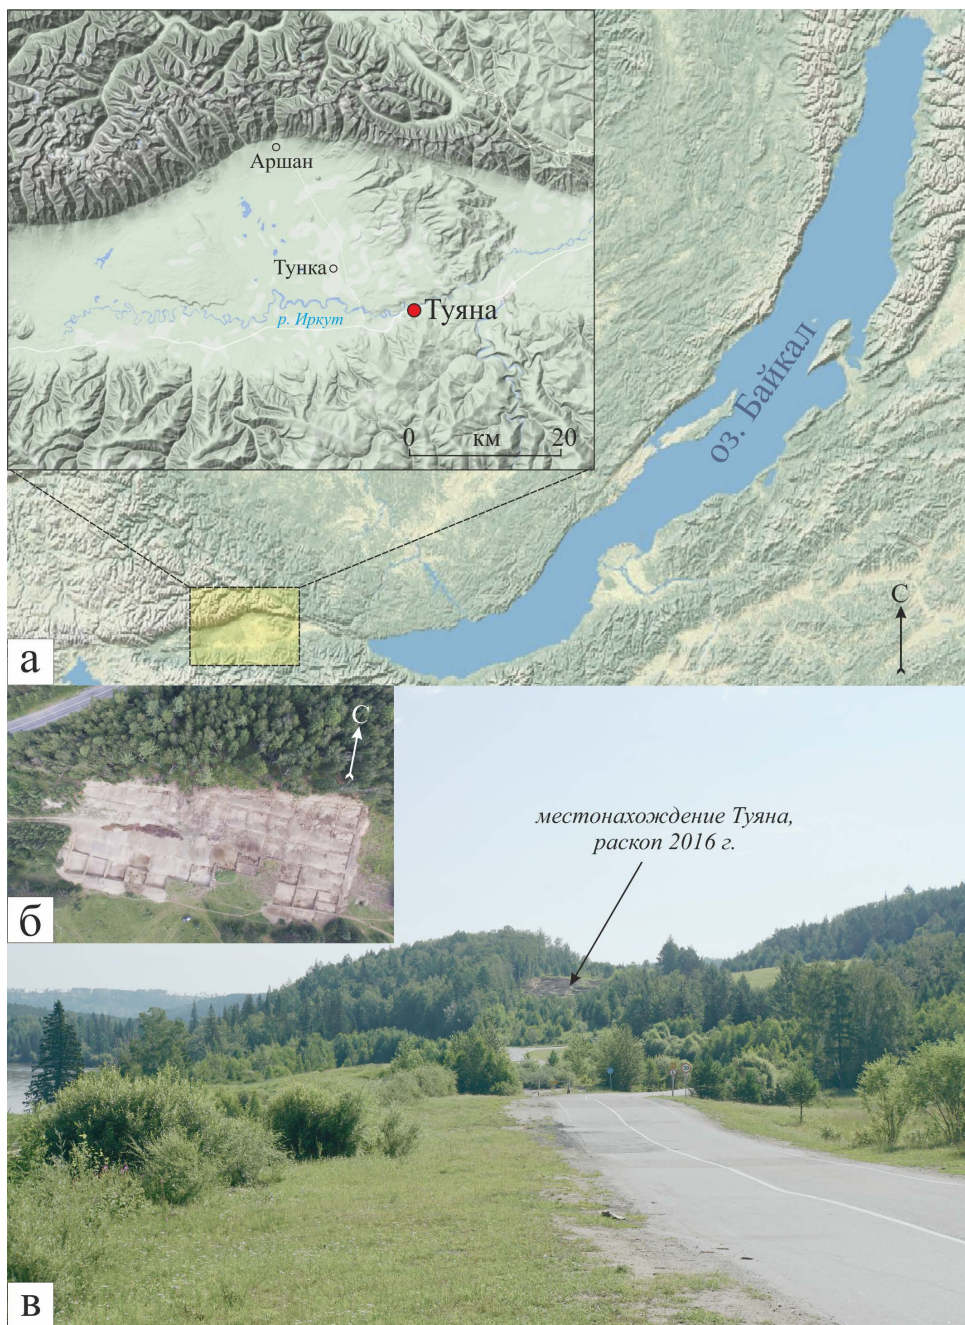 Аршан
Тунка
Туяна
р. Иркут
0 км 20
оз. Байкал
С
а
С
б
местонахождение Туяна,
раскоп 2016 г.
в